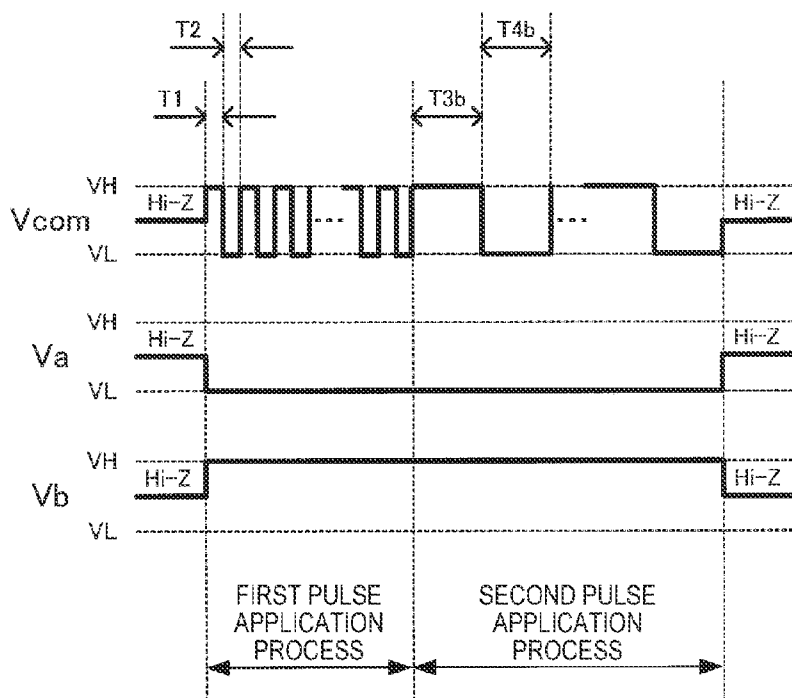 T2
T4b
T1
T3b
VH
Hi-Z
Hi-Z
Vcom
VL
VH
Hi-Z
Hi-Z
Va
VL
VH
Hi-Z
Hi-Z
Vb
VL
FIRST PULSE
APPLICATION
PROCESS
SECOND PULSE
APPLICATION
PROCESS